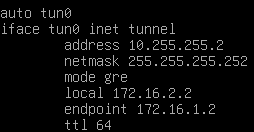 auto tun0
iface tun0 inet tunnel
address 10.255.255.2
netmask 255.255.255.252
mode gre
local 172.16.2.2
endpoint 172.16.1.2
ttl 64